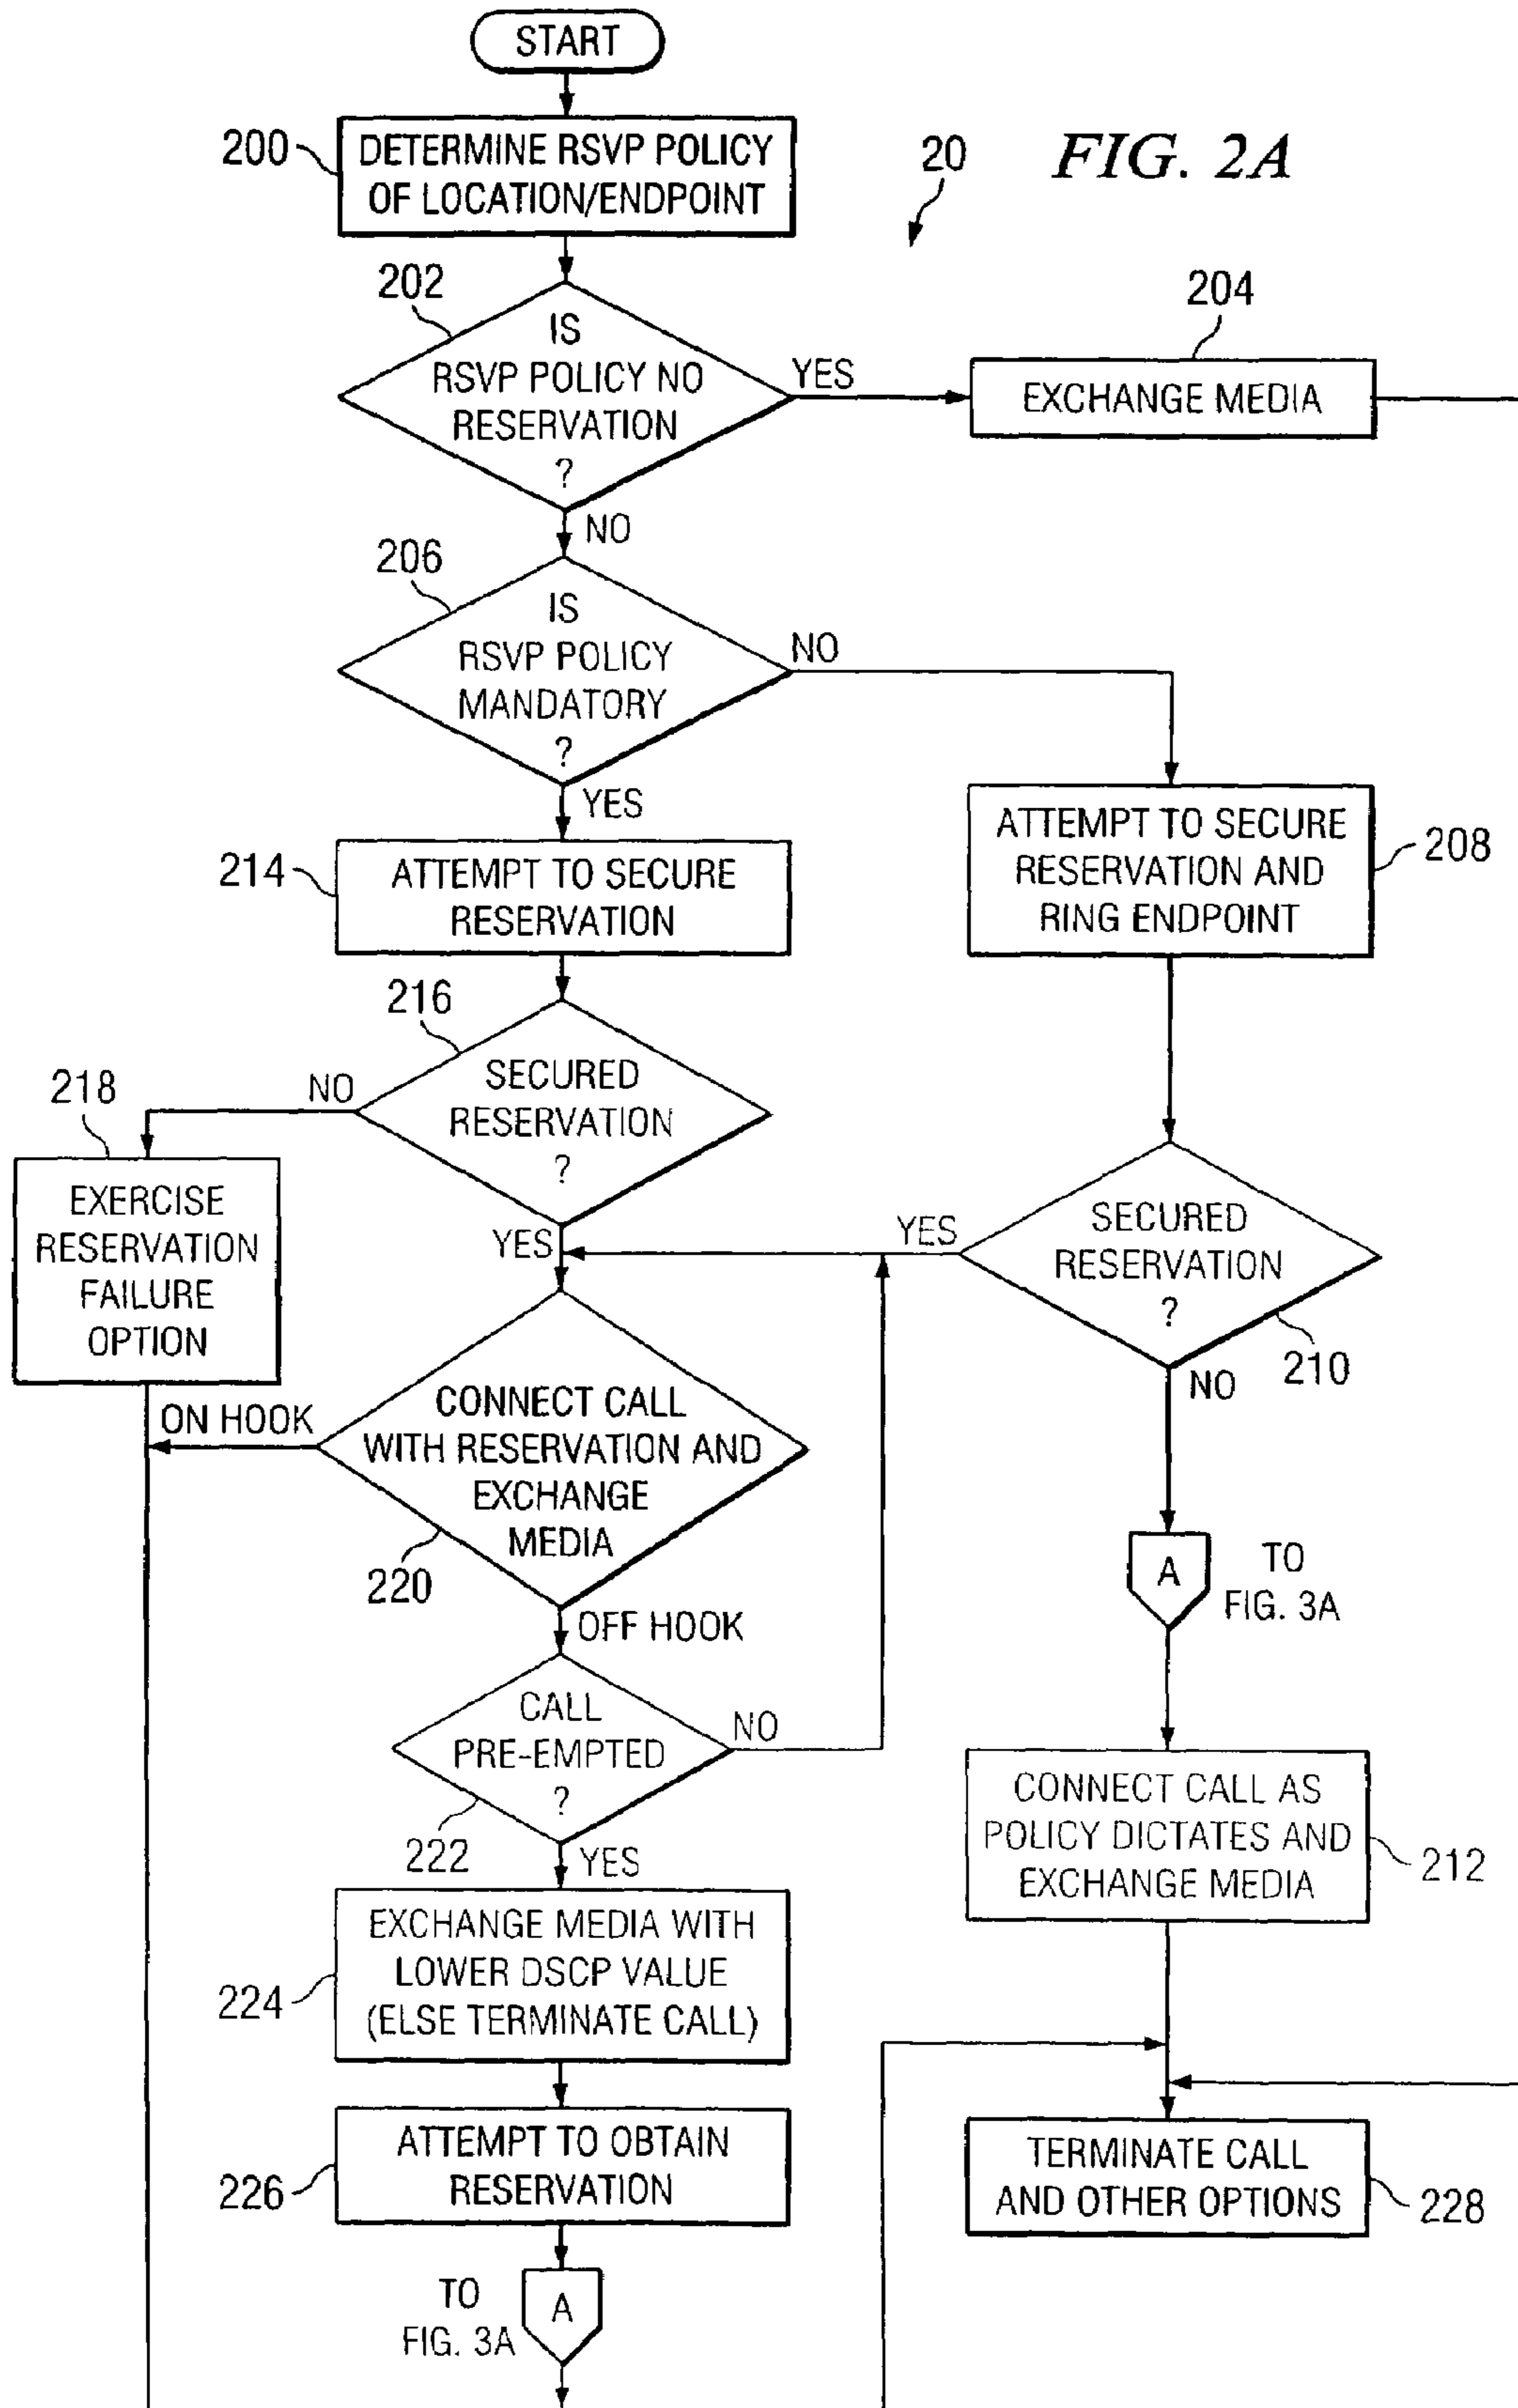 START
FIG. 2A
20
200
DETERMINE RSVP POLICY
OF LOCATION/ENDPOINT
202
IS
RSVP POLICY NO
RESERVATION
?
YES
NO
204
EXCHANGE MEDIA
206
IS
RSVP POLICY
MANDATORY
?
NO
YES
214
ATTEMPT TO SECURE
RESERVATION
ATTEMPT TO SECURE
RESERVATION AND
RING ENDPOINT
208
216
SECURED
RESERVATION
?
NO
YES
218
EXERCISE
RESERVATION
FAILURE
OPTION
SECURED
RESERVATION
?
YES
210
NO
CONNECT CALL
WITH RESERVATION AND
EXCHANGE
MEDIA
ON HOOK
220
OFF HOOK
A
TO
FIG. 3A
CALL
PRE-EMPTED
?
NO
222
YES
CONNECT CALL AS
POLICY DICTATES AND
EXCHANGE MEDIA
212
EXCHANGE MEDIA WITH
LOWER DSCP VALUE
(ELSE TERMINATE CALL)
224
ATTEMPT TO OBTAIN
RESERVATION
226
TERMINATE CALL
AND OTHER OPTIONS
228
TO
FIG. 3A
A